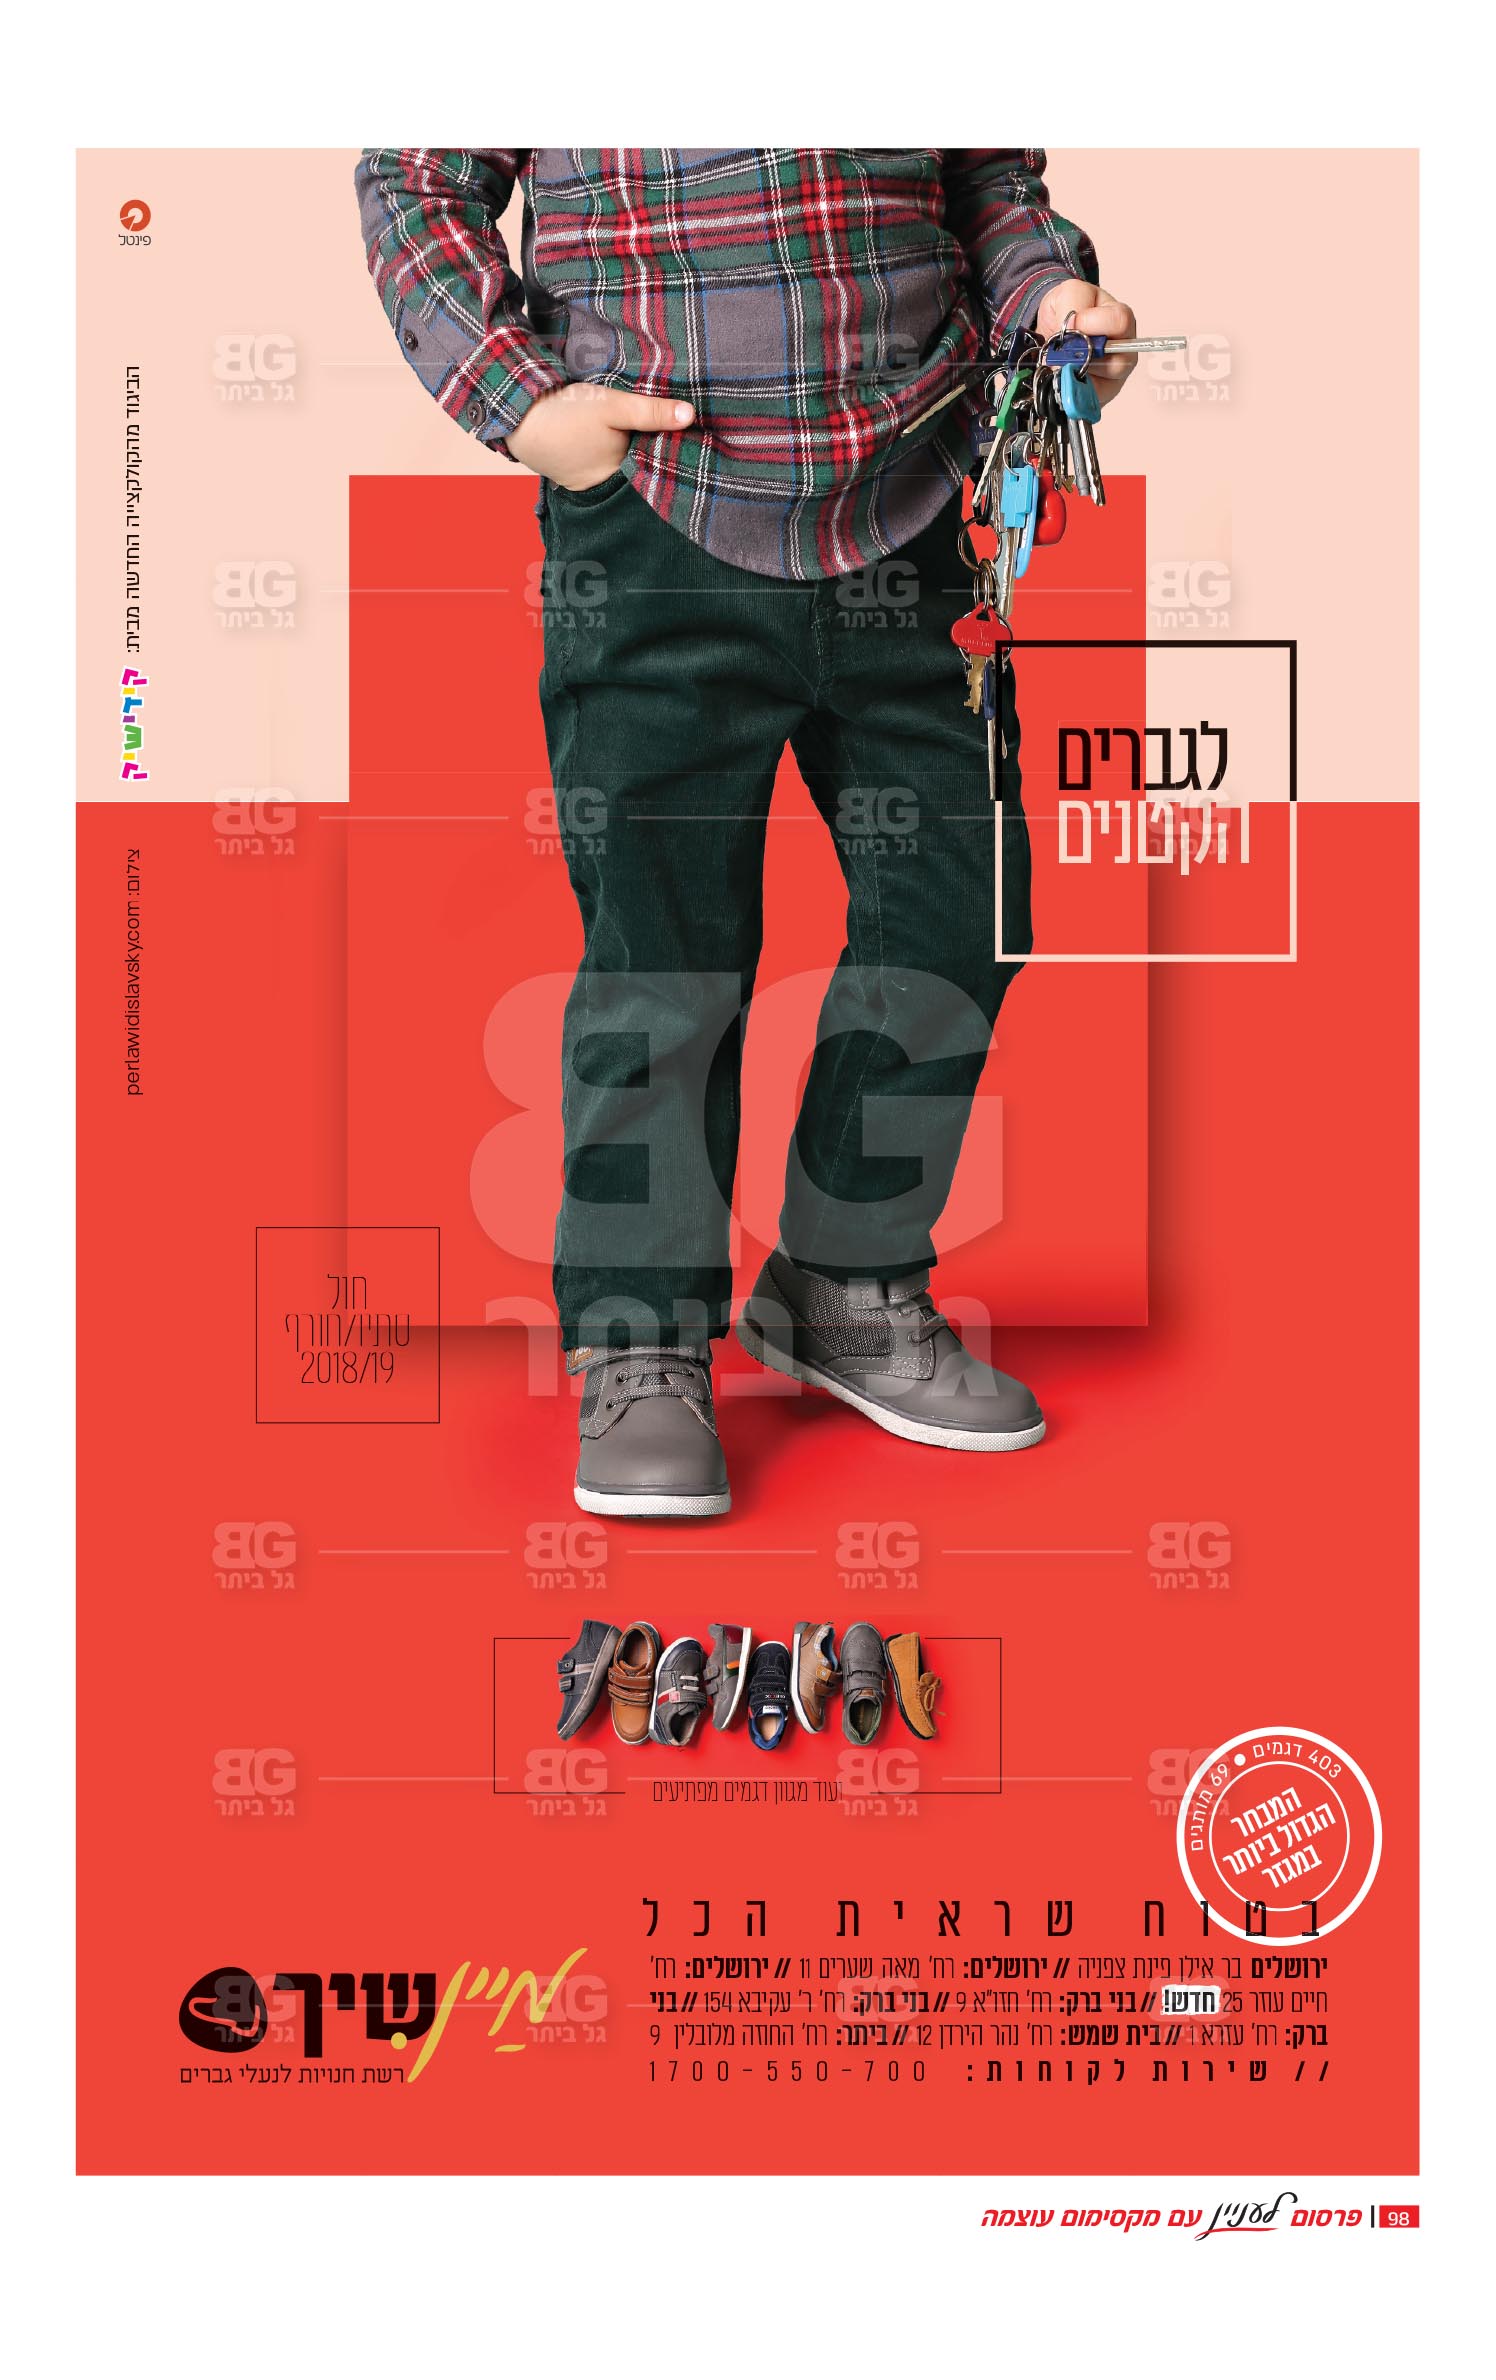 פינטל
הביגוד מהקולקצייה החדשה מבית:
קידישיק
צילום: perlawidislavsky.com
לגברים
הקטנים
חול
סתיו/חורף
2018/19
ועוד מגוון דגמים מפתיעים
403 דגמים • 69 מותגים
המבחר
הגדול ביותר
במגזר
בטוח שראית הכל
ירושלים בר אילן פינת צפניה // ירושלים: רח' מאה שערים 11 // ירושלים: רח'
חיים עוזר 25 חדש! // בני ברק: רח' חזו"א 9 // בני ברק: רח' ר' עקיבא 154 // בני
ברק: רח' עזרא 1 // בית שמש: רח' נהר הירדן 12 // ביתר: רח' החוזה מלובלין 9
// שירות לקוחות: 1700-550-700
מיין שיך
רשת חנויות לנעלי גברים
BG
גל ביתר
98 | פרסום לעניין עם מקסימום עוצמה